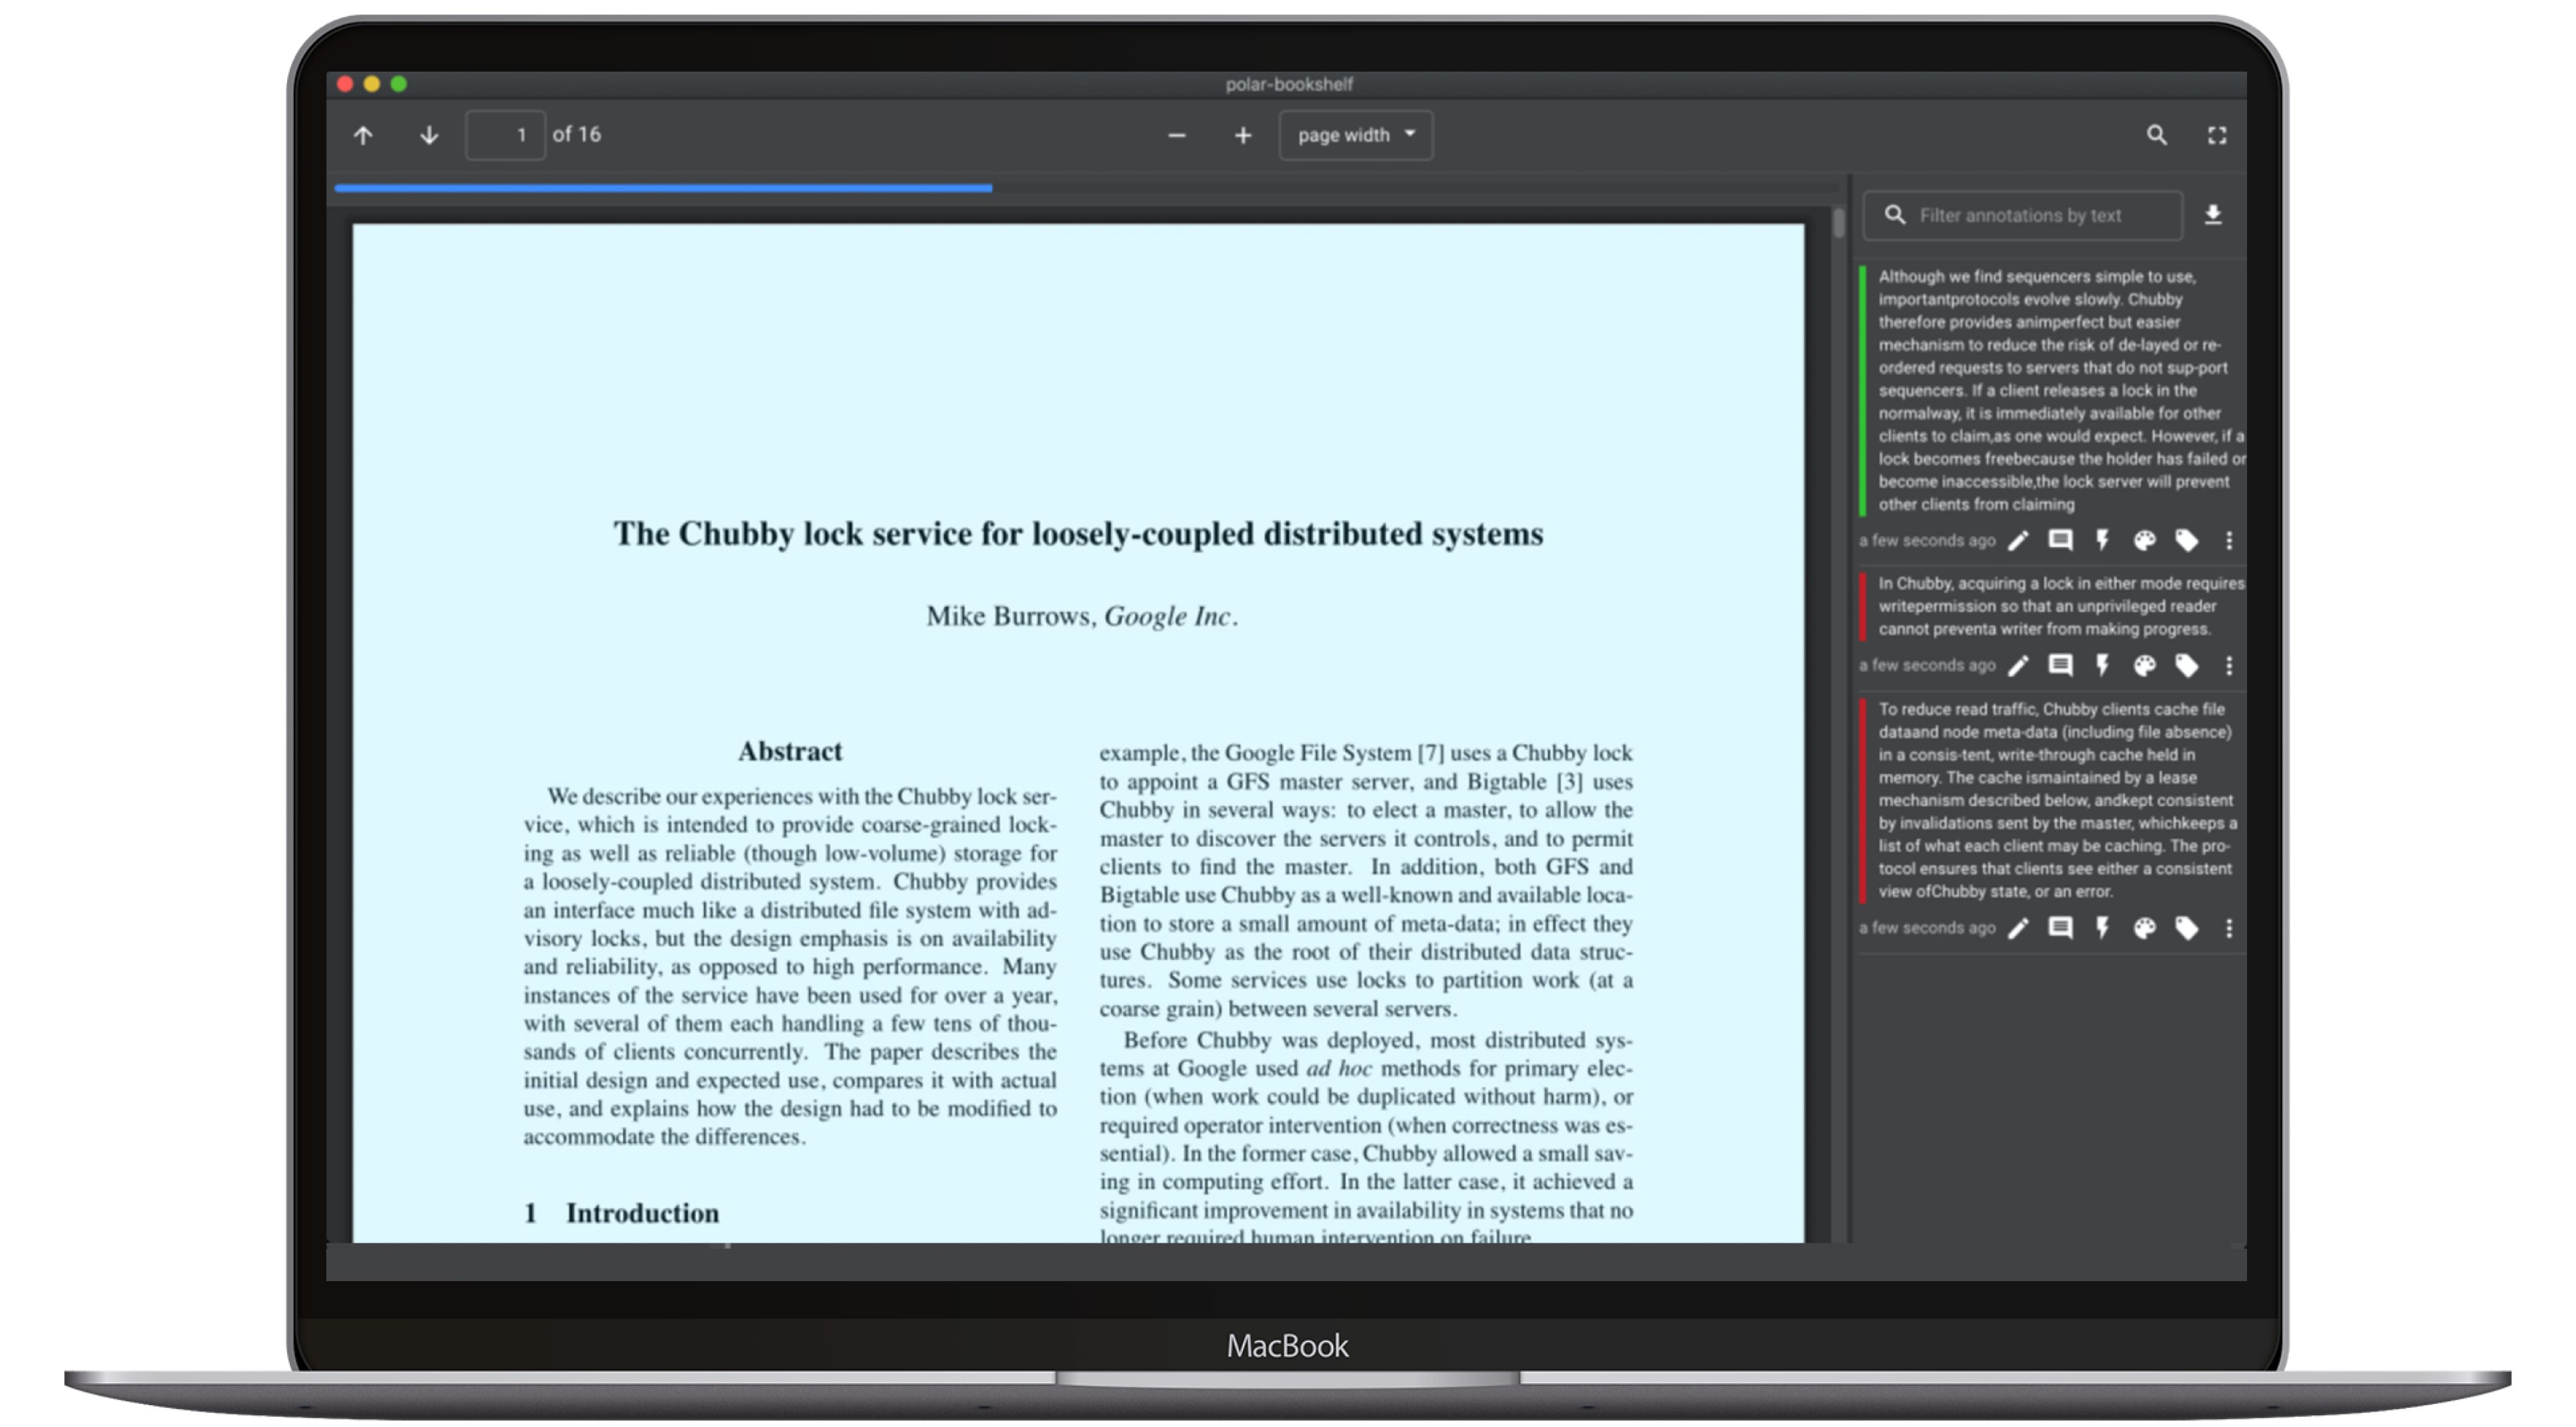 polar-bookshelf
1 of 16
page width
Filter annotations by text
The Chubby lock service for loosely-coupled distributed systems
Mike Burrows, Google Inc.
Abstract
We describe our experiences with the Chubby lock ser-
vice, which is intended to provide coarse-grained lock-
ing as well as reliable (though low-volume) storage for
a loosely-coupled distributed system. Chubby provides
an interface much like a distributed file system with ad-
visory locks, but the design emphasis is on availability
and reliability, as opposed to high performance. Many
instances of the service have been used for over a year,
with several of them each handling a few tens of thou-
sands of clients concurrently. The paper describes the
initial design and expected use, compares it with actual
use, and explains how the design had to be modified to
accommodate the differences.
1 Introduction
example, the Google File System [7] uses a Chubby lock
to appoint a GFS master server, and Bigtable [3] uses
Chubby in several ways: to elect a master, to allow the
master to discover the servers it controls, and to permit
clients to find the master. In addition, both GFS and
Bigtable use Chubby as a well-known and available loca-
tion to store a small amount of meta-data; in effect they
use Chubby as the root of their distributed data struc-
tures. Some services use locks to partition work (at a
coarse grain) between several servers.
Before Chubby was deployed, most distributed sys-
tems at Google used ad hoc methods for primary elec-
tion (when work could be duplicated without harm), or
required operator intervention (when correctness was es-
sential). In the former case, Chubby allowed a small sav-
ing in computing effort. In the latter case, it achieved a
significant improvement in availability in systems that no
longer required human intervention on failure.
Although we find sequencers simple to use,
importantprotocols evolve slowly. Chubby
therefore provides animperfect but easier
mechanism to reduce the risk of de-layed or re-
ordered requests to servers that do not sup-port
sequencers. If a client releases a lock in the
normalway, it is immediately available for other
clients to claim,as one would expect. However, if a
lock becomes freebecause the holder has failed or
become inaccessible,the lock server will prevent
other clients from claiming
a few seconds ago
In Chubby, acquiring a lock in either mode requires
writepermission so that an unprivileged reader
cannot preventa writer from making progress.
a few seconds ago
To reduce read traffic, Chubby clients cache file
dataand node meta-data (including file absence)
in a consis-tent, write-through cache held in
memory. The cache ismaintained by a lease
mechanism described below, andkept consistent
by invalidations sent by the master, whichkeeps a
list of what each client may be caching. The pro-
tocol ensures that clients see either a consistent
view ofChubby state, or an error.
a few seconds ago
MacBook